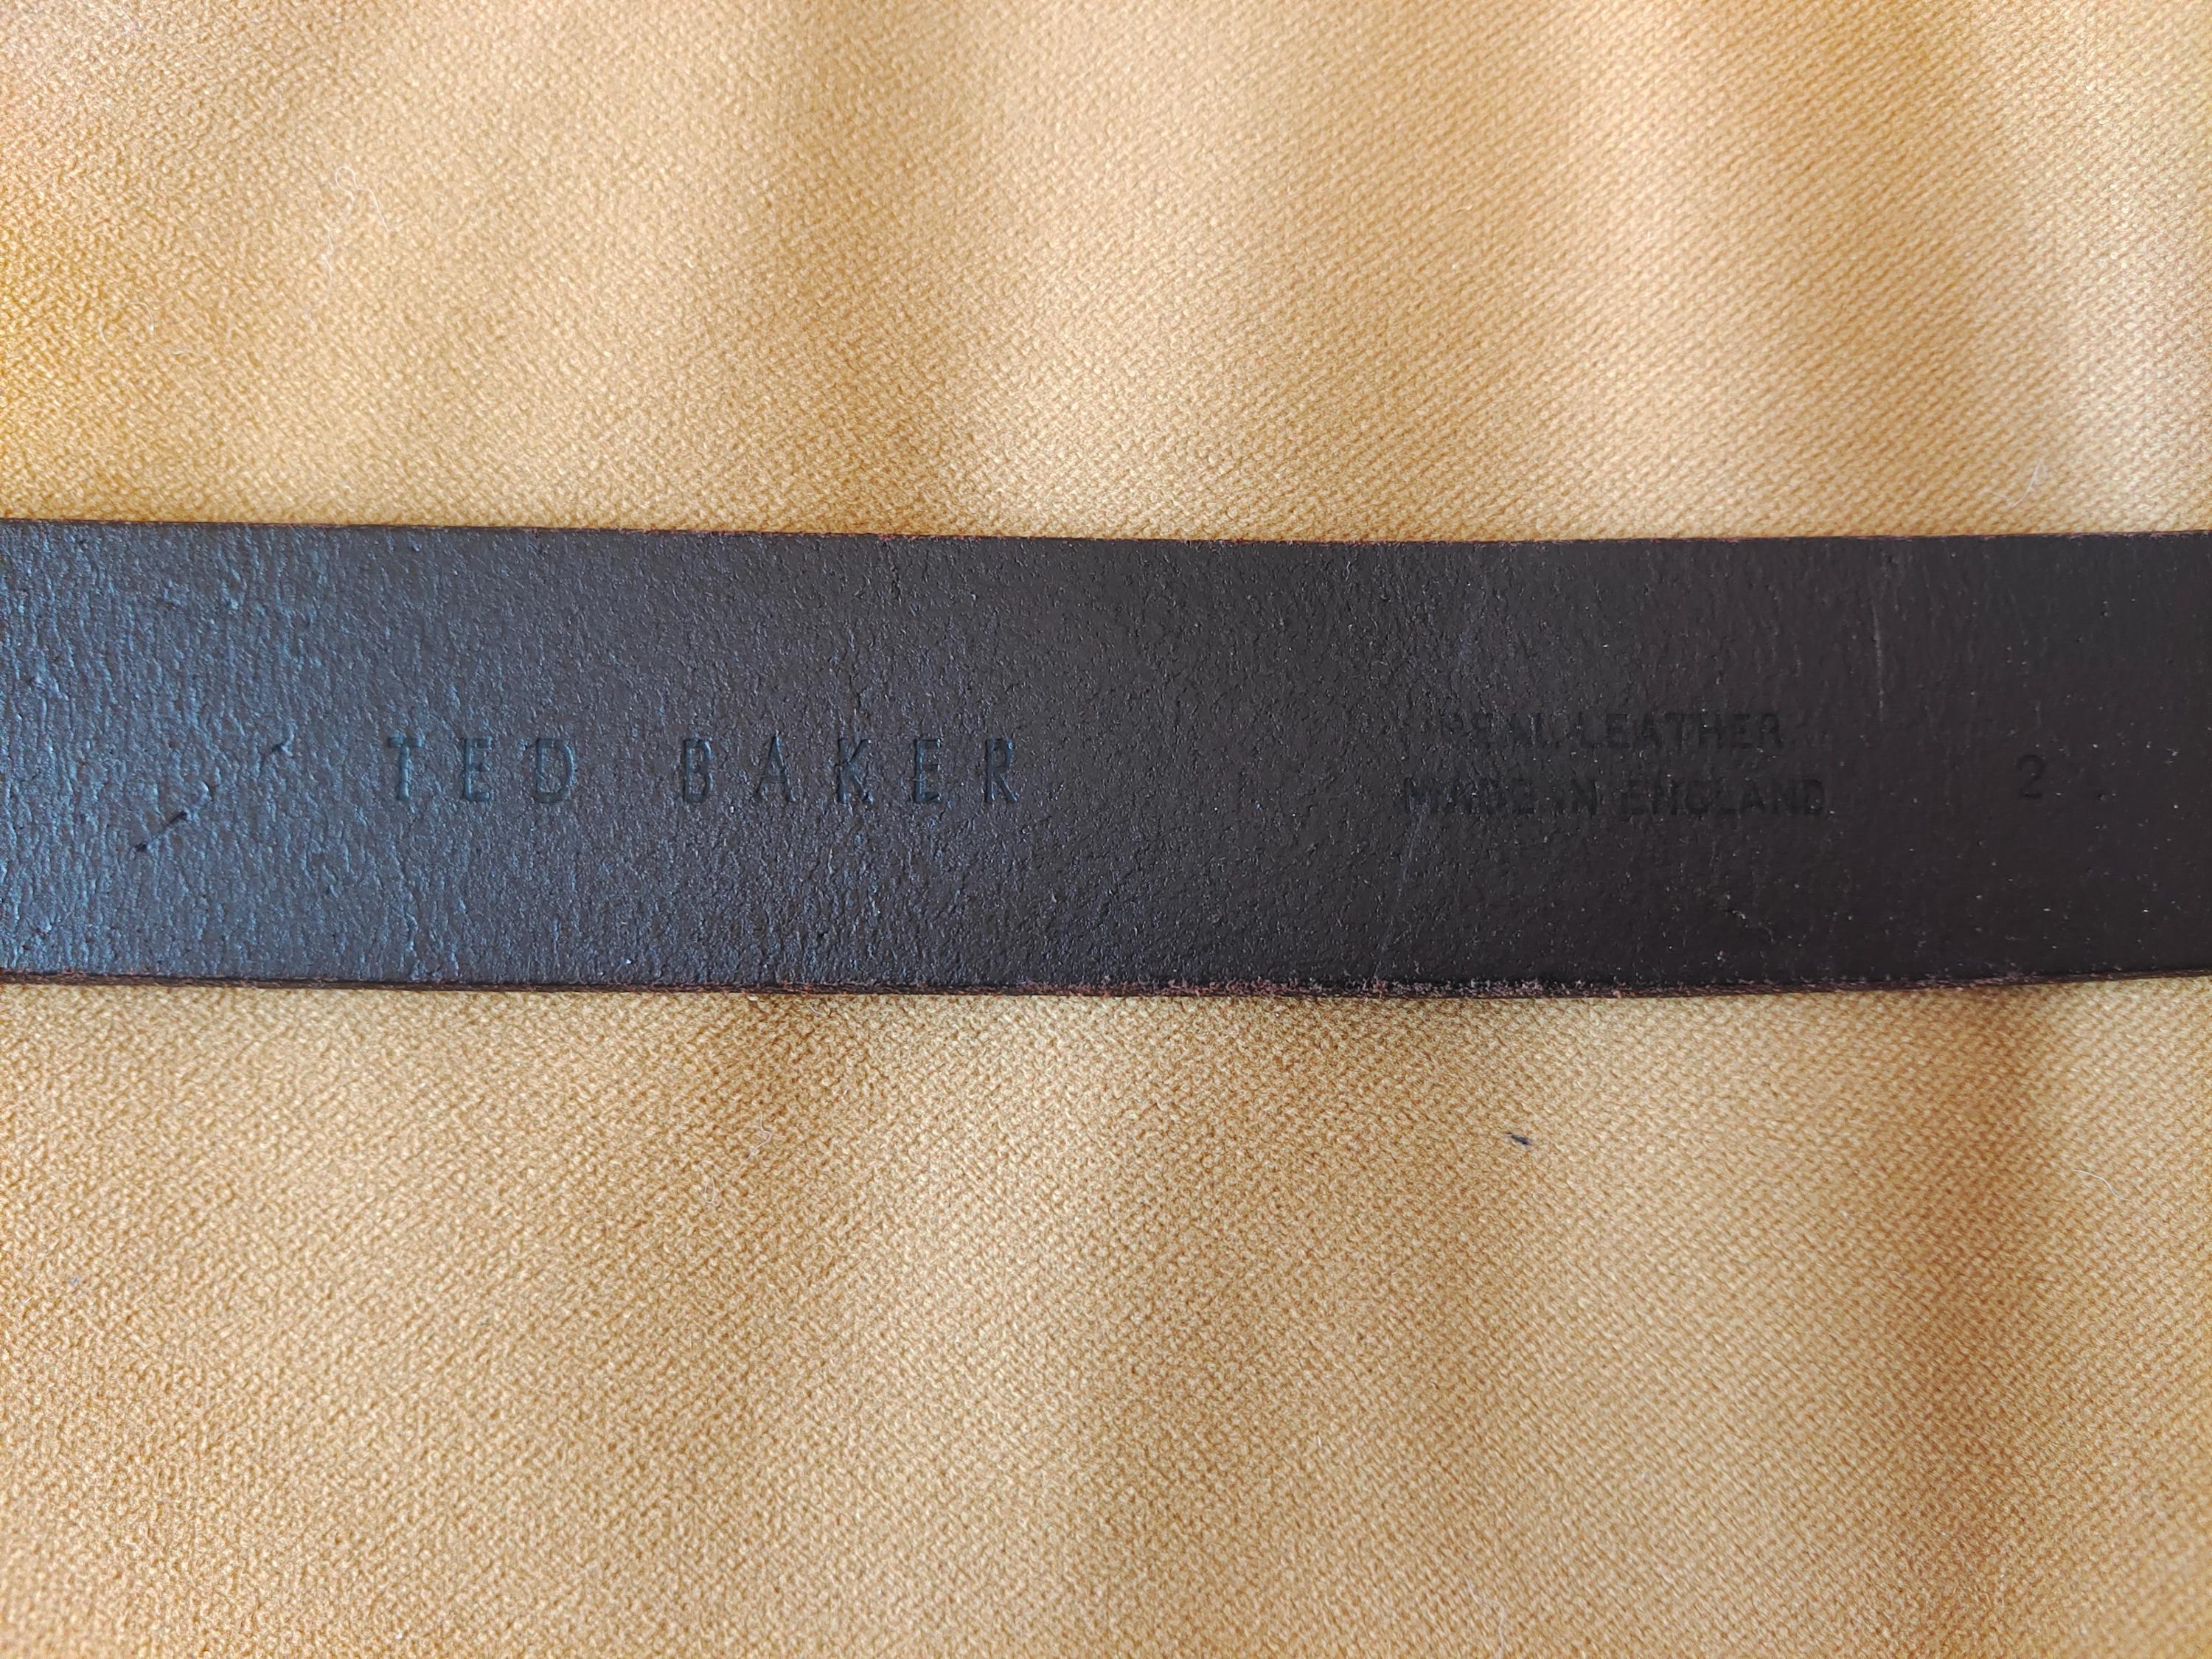 TED BAKER
REAL LEATHER
MADE IN ENGLAND
2